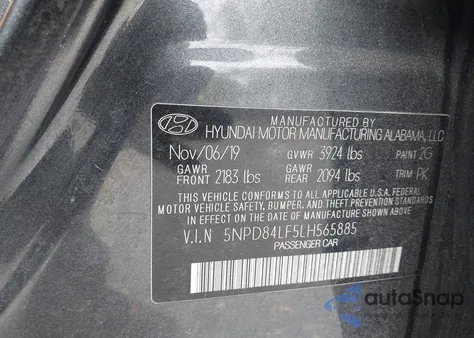 MANUFACTURED BY
HYUNDAI MOTOR MANUFACTURING ALABAMA, LLC
Nov/06/19 GVWR 3924 lbs PAINT 2G
GAWR FRONT 2183 lbs GAWR REAR 2094 lbs TRIM PK
THIS VEHICLE CONFORMS TO ALL APPLICABLE U.S.A. FEDERAL
MOTOR VEHICLE SAFETY, BUMPER, AND THEFT PREVENTION STANDARDS
IN EFFECT ON THE DATE OF MANUFACTURE SHOWN ABOVE.
V.I.N 5NPD84LF5LH565885
PASSENGER CAR
autoSnap